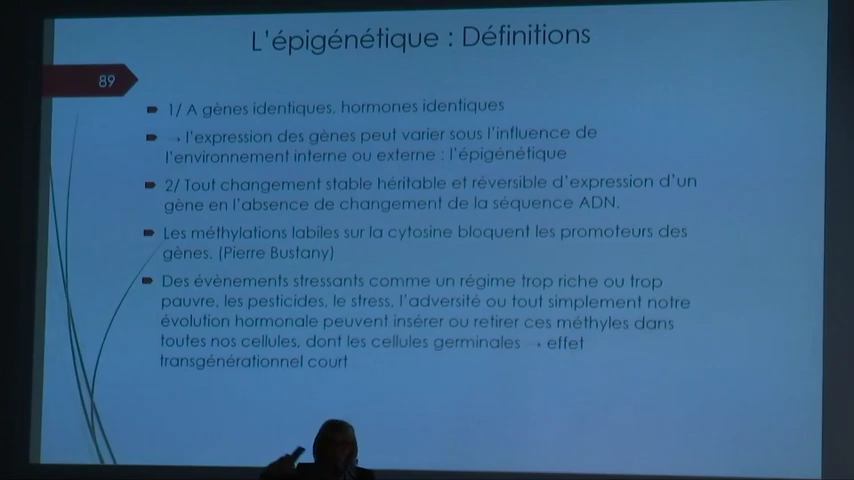 L'épigénétique : Définitions
89
1/ A gènes identiques, hormones identiques
→ l'expression des gènes peut varier sous l'influence de
l'environnement interne ou externe : l'épigénétique
2/ Tout changement stable héritable et réversible d'expression d'un
gène en l'absence de changement de la séquence ADN.
Les méthylations labiles sur la cytosine bloquent les promoteurs des
gènes. (Pierre Bustany)
Des évènements stressants comme un régime trop riche ou trop
pauvre, les pesticides, le stress, l'adversité ou tout simplement notre
évolution hormonale peuvent insérer ou retirer ces méthyles dans
toutes nos cellules, dont les cellules germinales → effet
transgénérationnel court